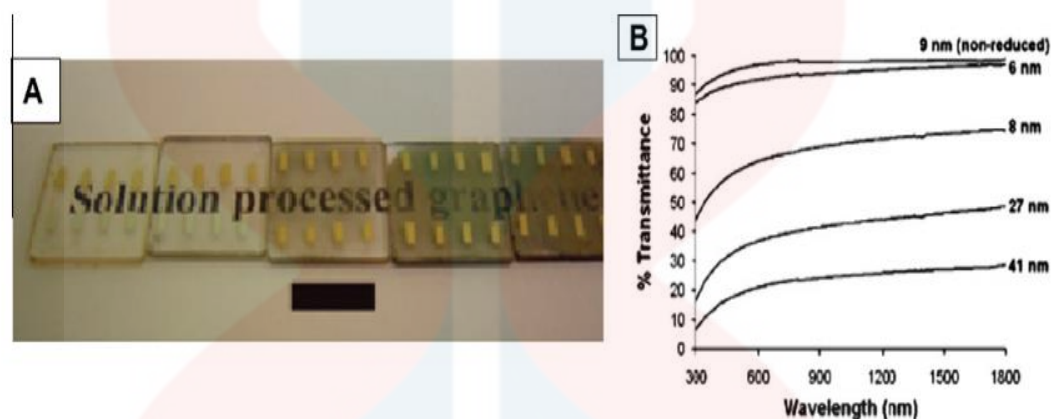 A
Solution processed graphene
B
9 nm (non-reduced)
6 nm
8 nm
27 nm
41 nm
% Transmittance
100
90
80
70
60
50
40
30
20
10
0
300
600
900
1200
1500
1800
Wavelength (nm)